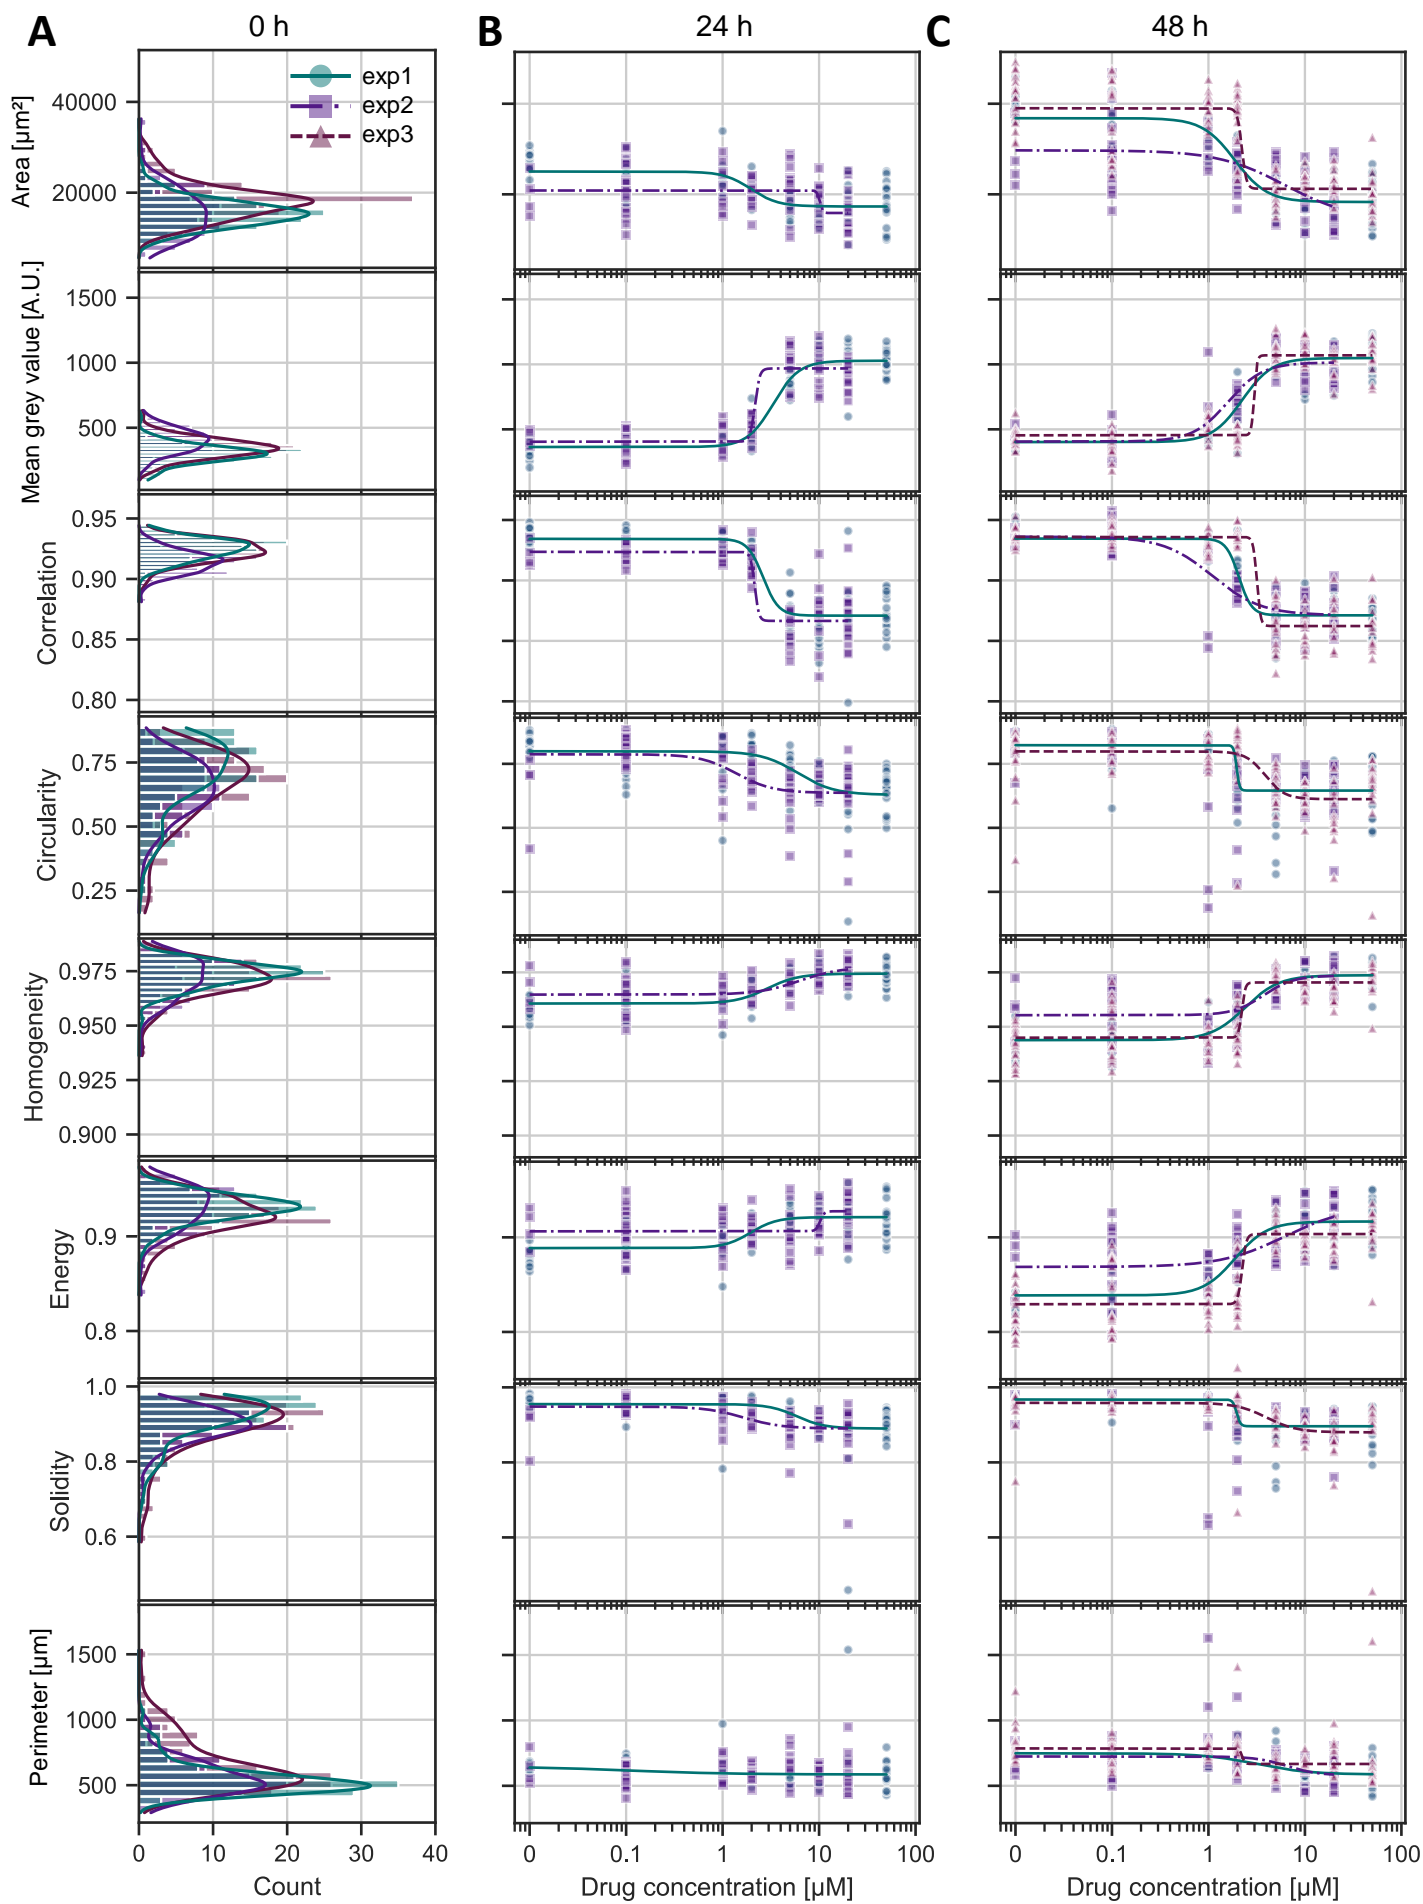 A
0 h
B
24 h
C
48 h
exp1
exp2
exp3
Area [µm²]
40000
20000
Mean grey value [A.U.]
1500
1000
500
Correlation
0.95
0.90
0.85
0.80
Circularity
0.75
0.50
0.25
Homogeneity
0.975
0.950
0.925
0.900
Energy
0.9
0.8
Solidity
1.0
0.8
0.6
Perimeter [µm]
1500
1000
500
0 10 20 30 40
0 0.1 1 10 100
0 0.1 1 10 100
Count
Drug concentration [µM]
Drug concentration [µM]